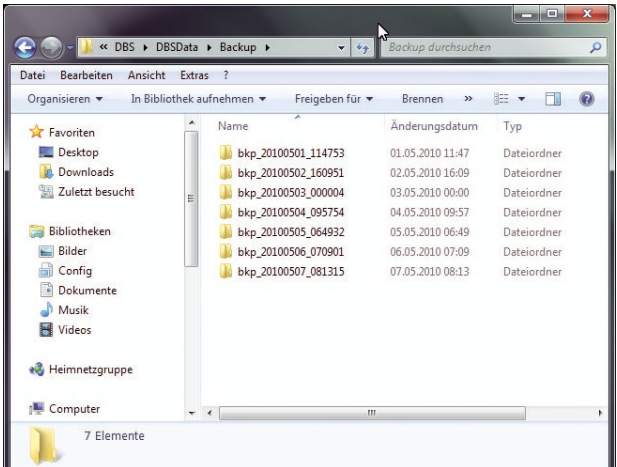 « DBS ▸ DBSData ▸ Backup ▸ Backup durchsuchen
Datei Bearbeiten Ansicht Extras ?
Organisieren ▼ In Bibliothek aufnehmen ▼ Freigeben für ▼ Brennen »
Favoriten
Desktop
Downloads
Zuletzt besucht
Bibliotheken
Bilder
Config
Dokumente
Musik
Videos
Heimnetzgruppe
Computer
Name Änderungsdatum Typ
bkp_20100501_114753 01.05.2010 11:47 Dateiordner
bkp_20100502_160951 02.05.2010 16:09 Dateiordner
bkp_20100503_000004 03.05.2010 00:00 Dateiordner
bkp_20100504_095754 04.05.2010 09:57 Dateiordner
bkp_20100505_064932 05.05.2010 06:49 Dateiordner
bkp_20100506_070901 06.05.2010 07:09 Dateiordner
bkp_20100507_081315 07.05.2010 08:13 Dateiordner
7 Elemente